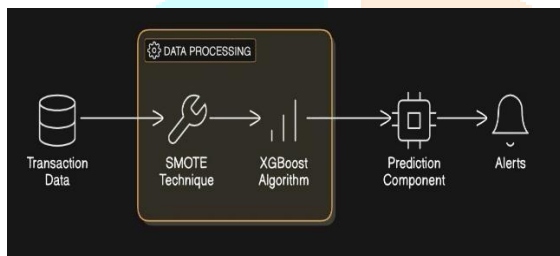 DATA PROCESSING
Transaction
Data
SMOTE
Technique
XGBoost
Algorithm
Prediction
Component
Alerts